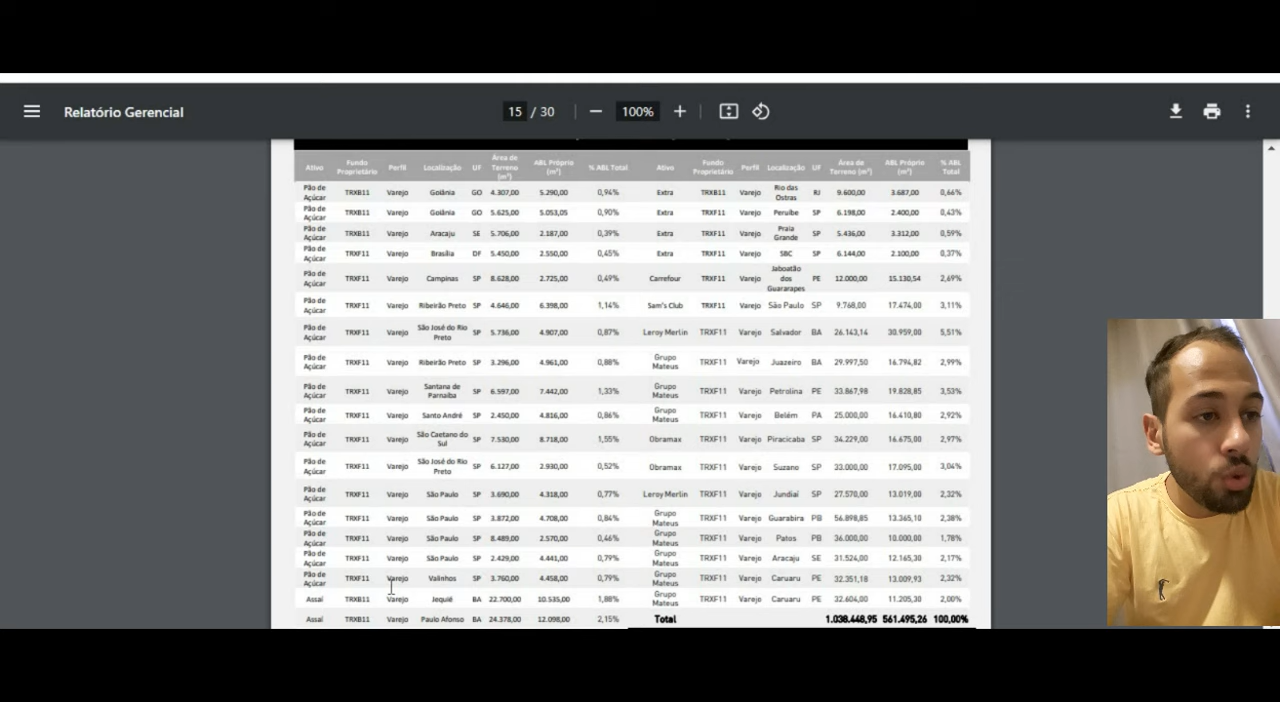 Relatório Gerencial 15 / 30 100%
Ativo Fundo Proprietário Perfil Localização UF Área de Terreno (m²) ABL Próprio (m²) % ABL Total Ativo Fundo Proprietário Perfil Localização UF Área de Terreno (m²) ABL Próprio (m²) % ABL Total
Pão de Açúcar TRXB11 Varejo Goiânia GO 4.307,00 5.290,00 0,94% Extra TRXB11 Varejo Rio das Ostras RJ 9.600,00 3.687,00 0,66%
Pão de Açúcar TRXB11 Varejo Goiânia GO 5.625,00 5.053,05 0,90% Extra TRXF11 Varejo Peruíbe SP 6.198,00 2.400,00 0,43%
Pão de Açúcar TRXB11 Varejo Aracaju SE 5.706,00 2.187,00 0,39% Extra TRXF11 Varejo Praia Grande SP 5.436,00 3.312,00 0,59%
Pão de Açúcar TRXF11 Varejo Brasília DF 5.450,00 2.550,00 0,45% Extra TRXF11 Varejo SBC SP 6.144,00 2.100,00 0,37%
Pão de Açúcar TRXF11 Varejo Campinas SP 8.628,00 2.725,00 0,49% Carrefour TRXF11 Varejo Jaboatão dos Guararapes PE 12.000,00 15.130,54 2,69%
Pão de Açúcar TRXF11 Varejo Ribeirão Preto SP 4.646,00 6.398,00 1,14% Sam's Club TRXF11 Varejo São Paulo SP 9.768,00 17.474,00 3,11%
Pão de Açúcar TRXF11 Varejo São José do Rio Preto SP 5.736,00 4.907,00 0,87% Leroy Merlin TRXF11 Varejo Salvador BA 26.143,14 30.959,00 5,51%
Pão de Açúcar TRXF11 Varejo Ribeirão Preto SP 3.296,00 4.961,00 0,88% Grupo Mateus TRXF11 Varejo Juazeiro BA 29.997,50 16.794,82 2,99%
Pão de Açúcar TRXF11 Varejo Santana de Parnaíba SP 6.597,00 7.442,00 1,33% Grupo Mateus TRXF11 Varejo Petrolina PE 33.867,98 19.828,85 3,53%
Pão de Açúcar TRXF11 Varejo Santo André SP 2.450,00 4.816,00 0,86% Grupo Mateus TRXF11 Varejo Belém PA 25.000,00 16.410,80 2,92%
Pão de Açúcar TRXF11 Varejo São Caetano do Sul SP 7.530,00 8.718,00 1,55% Obramax TRXF11 Varejo Piracicaba SP 34.229,00 16.675,00 2,97%
Pão de Açúcar TRXF11 Varejo São José do Rio Preto SP 6.127,00 2.930,00 0,52% Obramax TRXF11 Varejo Suzano SP 33.000,00 17.095,00 3,04%
Pão de Açúcar TRXF11 Varejo São Paulo SP 3.690,00 4.318,00 0,77% Leroy Merlin TRXF11 Varejo Jundiaí SP 27.570,00 13.019,00 2,32%
Pão de Açúcar TRXF11 Varejo São Paulo SP 3.872,00 4.708,00 0,84% Grupo Mateus TRXF11 Varejo Guarabira PB 56.898,85 13.365,10 2,38%
Pão de Açúcar TRXF11 Varejo São Paulo SP 8.489,00 2.570,00 0,46% Grupo Mateus TRXF11 Varejo Patos PB 36.000,00 10.000,00 1,78%
Pão de Açúcar TRXF11 Varejo São Paulo SP 2.429,00 4.441,00 0,79% Grupo Mateus TRXF11 Varejo Aracaju SE 31.524,00 12.165,30 2,17%
Pão de Açúcar TRXF11 Varejo Valinhos SP 3.760,00 4.458,00 0,79% Grupo Mateus TRXF11 Varejo Caruaru PE 32.351,18 13.009,93 2,32%
Assaí TRXB11 Varejo Jequié BA 22.700,00 10.535,00 1,88% Grupo Mateus TRXF11 Varejo Caruaru PE 32.604,00 11.205,30 2,00%
Assaí TRXB11 Varejo Paulo Afonso BA 24.378,00 12.098,00 2,15% Total 1.038.448,95 561.495,26 100,00%